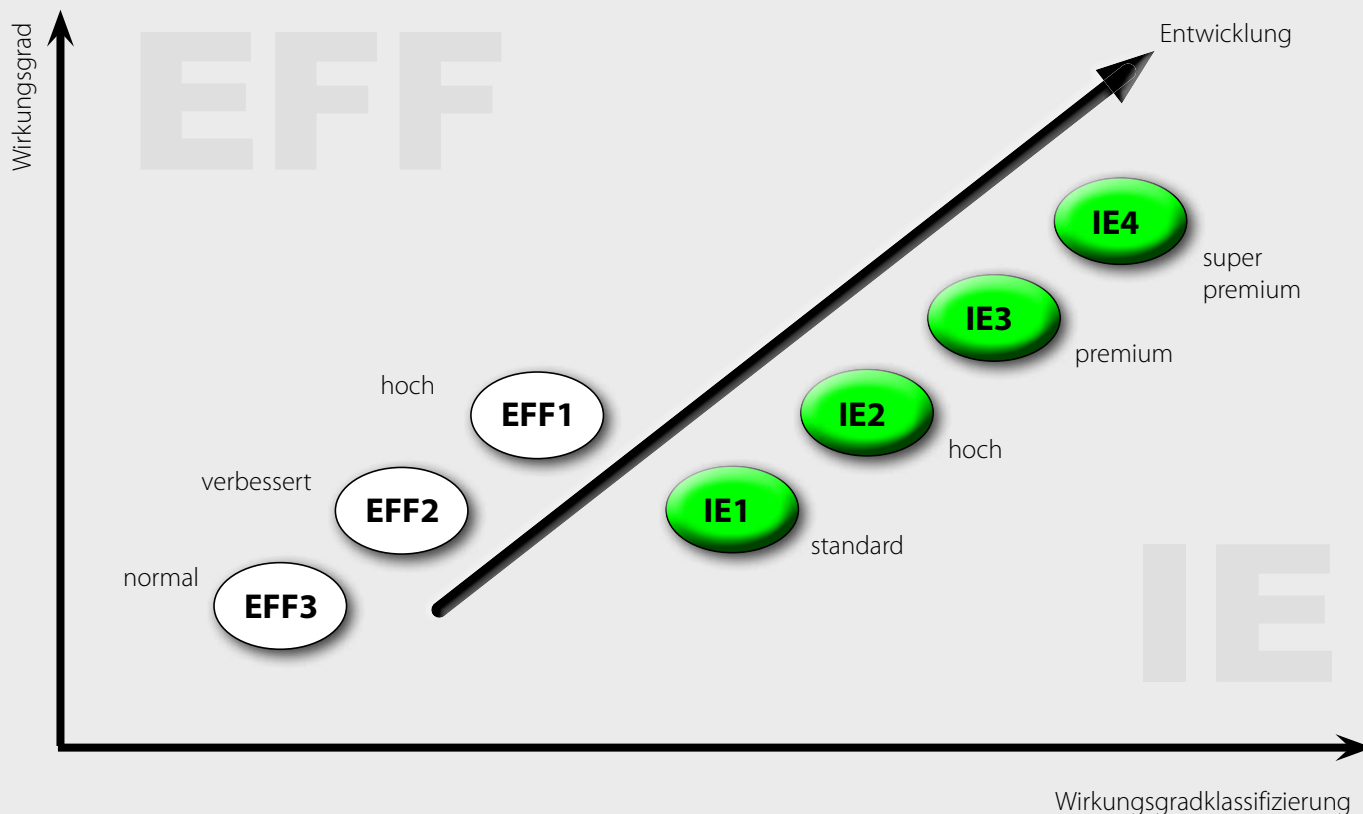 Wirkungsgrad
EFF
Entwicklung
IE4
super
premium
IE3
premium
hoch
EFF1
IE2
hoch
verbessert
EFF2
IE1
standard
normal
EFF3
IE
Wirkungsgradklassifizierung